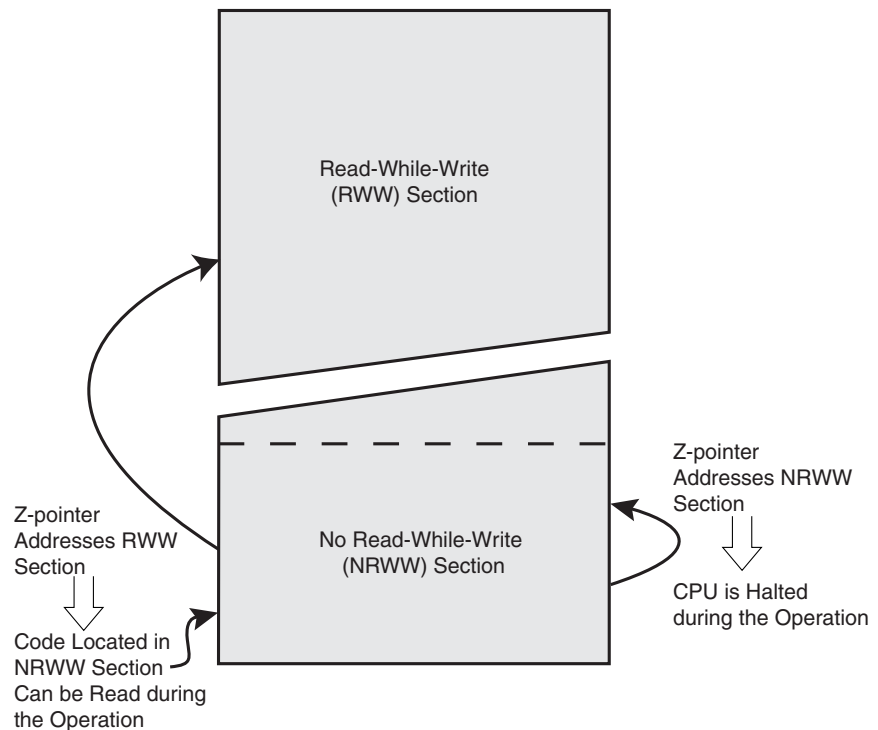 Read-While-Write
(RWW) Section
Z-pointer
Addresses NRWW
Section
Z-pointer
Addresses RWW
Section
No Read-While-Write
(NRWW) Section
CPU is Halted
during the Operation
Code Located in
NRWW Section
Can be Read during
the Operation